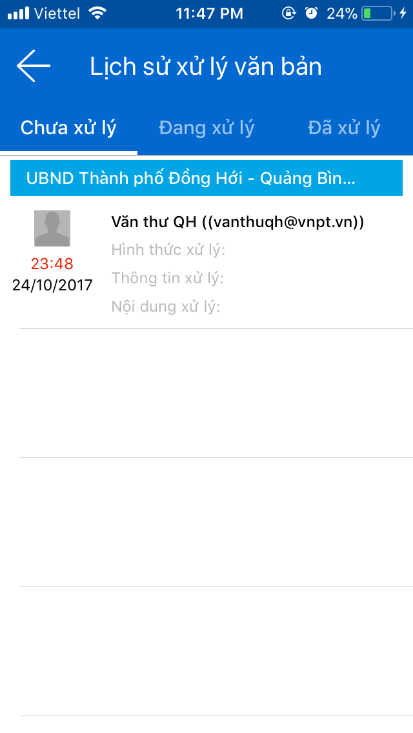 Viettel 11:47 PM 24%
Lịch sử xử lý văn bản
Chưa xử lý Đang xử lý Đã xử lý
UBND Thành phố Đồng Hới - Quảng Bìn...
Văn thư QH ((vanthuqh@vnpt.vn))
Hình thức xử lý:
23:48
Thông tin xử lý:
24/10/2017
Nội dung xử lý: